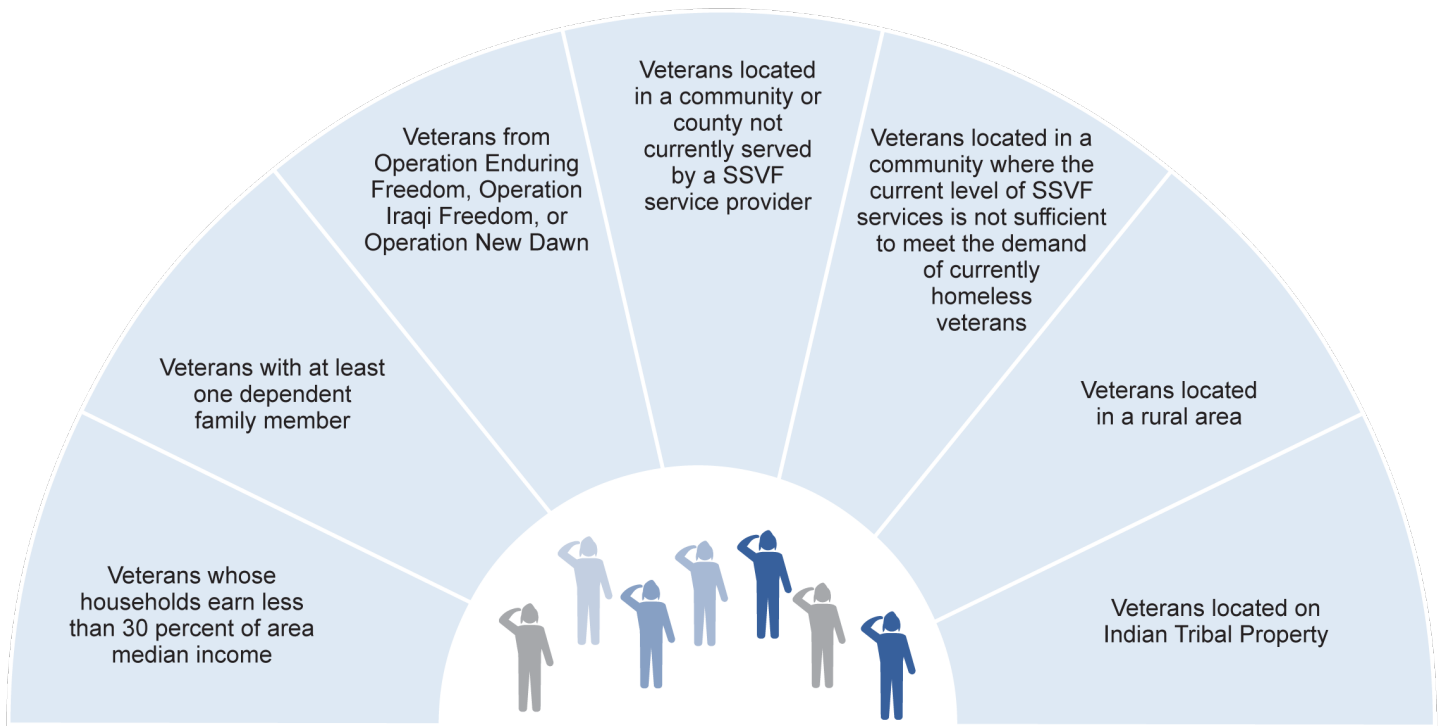 Veterans whose
households earn less
than 30 percent of area
median income
Veterans with at least
one dependent
family member
Veterans from
Operation Enduring
Freedom, Operation
Iraqi Freedom, or
Operation New Dawn
Veterans located
in a community or
county not
currently served
by a SSVF
service provider
Veterans located in a
community where the
current level of SSVF
services is not sufficient
to meet the demand
of currently
homeless
veterans
Veterans located
in a rural area
Veterans located on
Indian Tribal Property